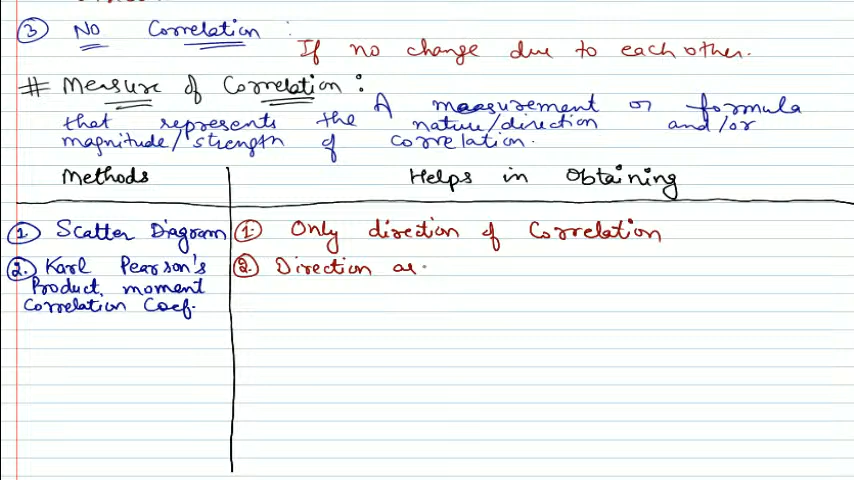 ③ No Correlation :
If no change due to each other.
# Measure of Correlation :
A measurement or formula
that represents the nature/direction and/or
magnitude/strength of correlation.
Methods Helps in Obtaining
①. Scatter Diagram ①. Only direction of Correlation
②. Karl Pearson's ②. Direction an
Product moment
Correlation Coef.